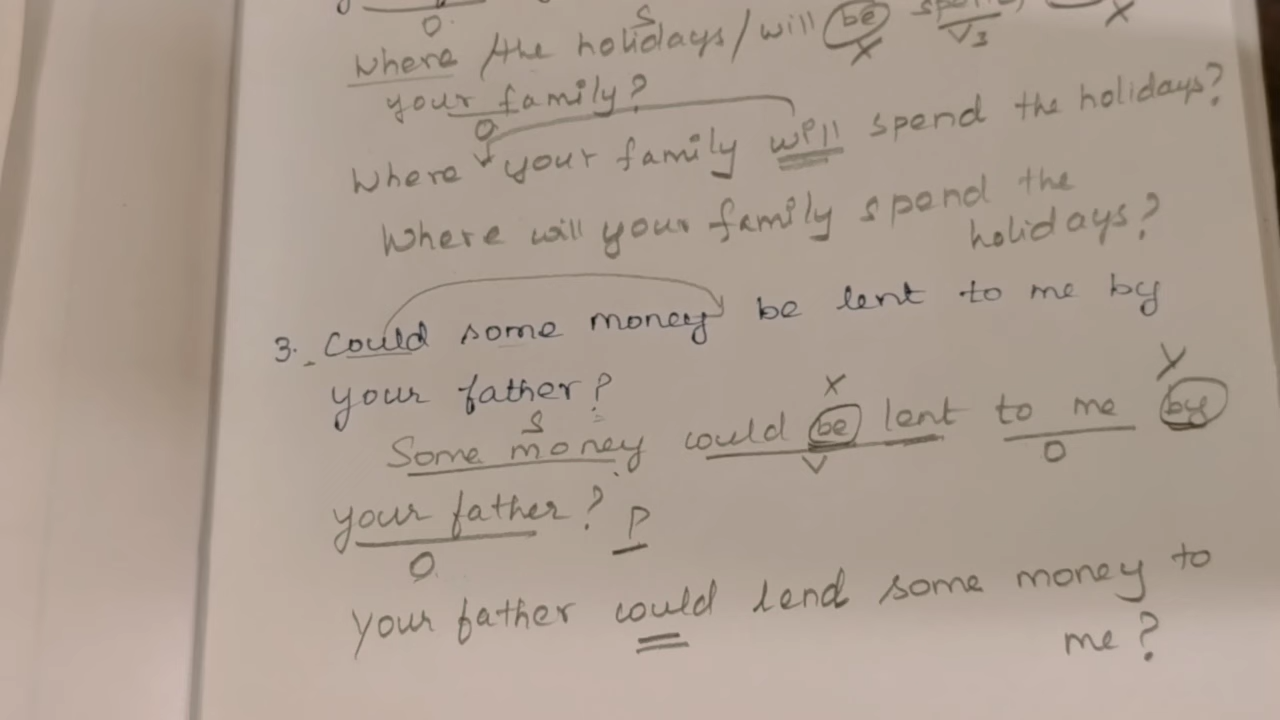 O
S
Where /the holidays/will be
V3 X
X
your family?
O
Where your family will spend the holidays?
Where will your family spend the
holidays?
3. Could some money be lent to me by
your father?
S X X
Some money could be lent to me by
V O
your father? P
O
your father could lend some money to
me?